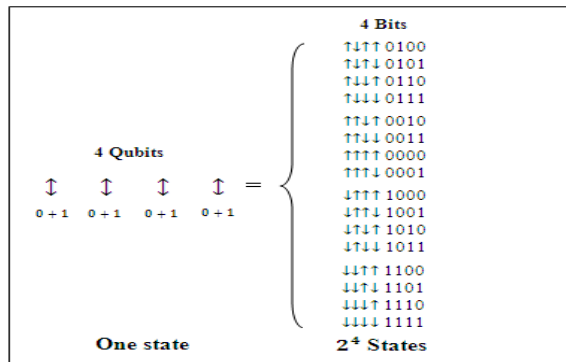 4 Bits
↑↓↑↑ 0100
↑↓↑↓ 0101
↑↓↓↑ 0110
↑↓↓↓ 0111
↑↑↓↑ 0010
↑↑↓↓ 0011
↑↑↑↑ 0000
↑↑↑↓ 0001
↓↑↑↑ 1000
↓↑↑↓ 1001
↓↑↓↑ 1010
↓↑↓↓ 1011
↓↓↑↑ 1100
↓↓↑↓ 1101
↓↓↓↑ 1110
↓↓↓↓ 1111
4 Qubits
↕ ↕ ↕ ↕ =
0 + 1 0 + 1 0 + 1 0 + 1
One state
2⁴ States